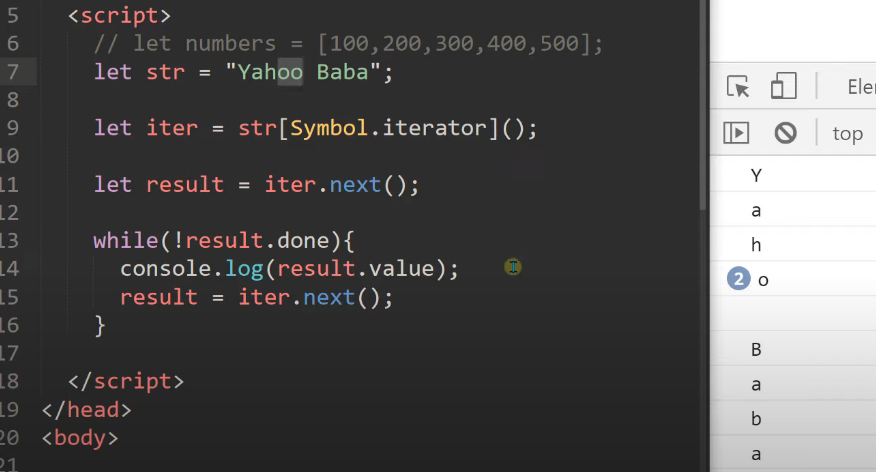 5 <script>
6 // let numbers = [100,200,300,400,500];
7 let str = "Yahoo Baba";
8
9 let iter = str[Symbol.iterator]();
10
11 let result = iter.next();
12
13 while(!result.done){
14 console.log(result.value);
15 result = iter.next();
16 }
17
18 </script>
19 </head>
20 <body>
21
top
Y
a
h
2 o
B
a
b
a